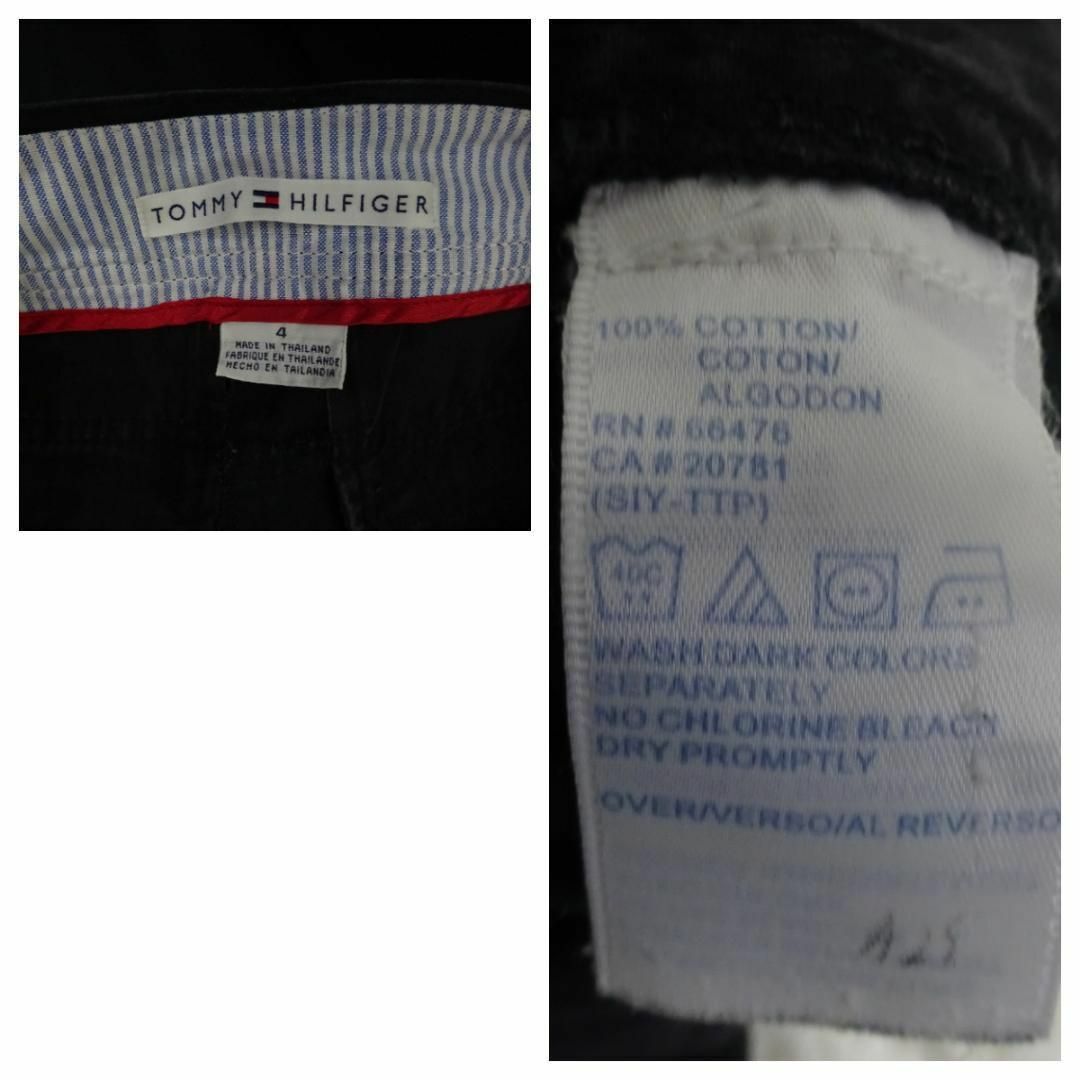 TOMMY HILFIGER
4
MADE IN THAILAND
FABRIQUE EN THAILANDE
HECHO EN TAILANDIA
100% COTTON/
COTON/
ALGODON
RN # 66476
CA # 20781
(SIY-TTP)
40C
WASH DARK COLORS
SEPARATELY
NO CHLORINE BLEACH
DRY PROMPTLY
OVER/VERSO/AL REVERSO